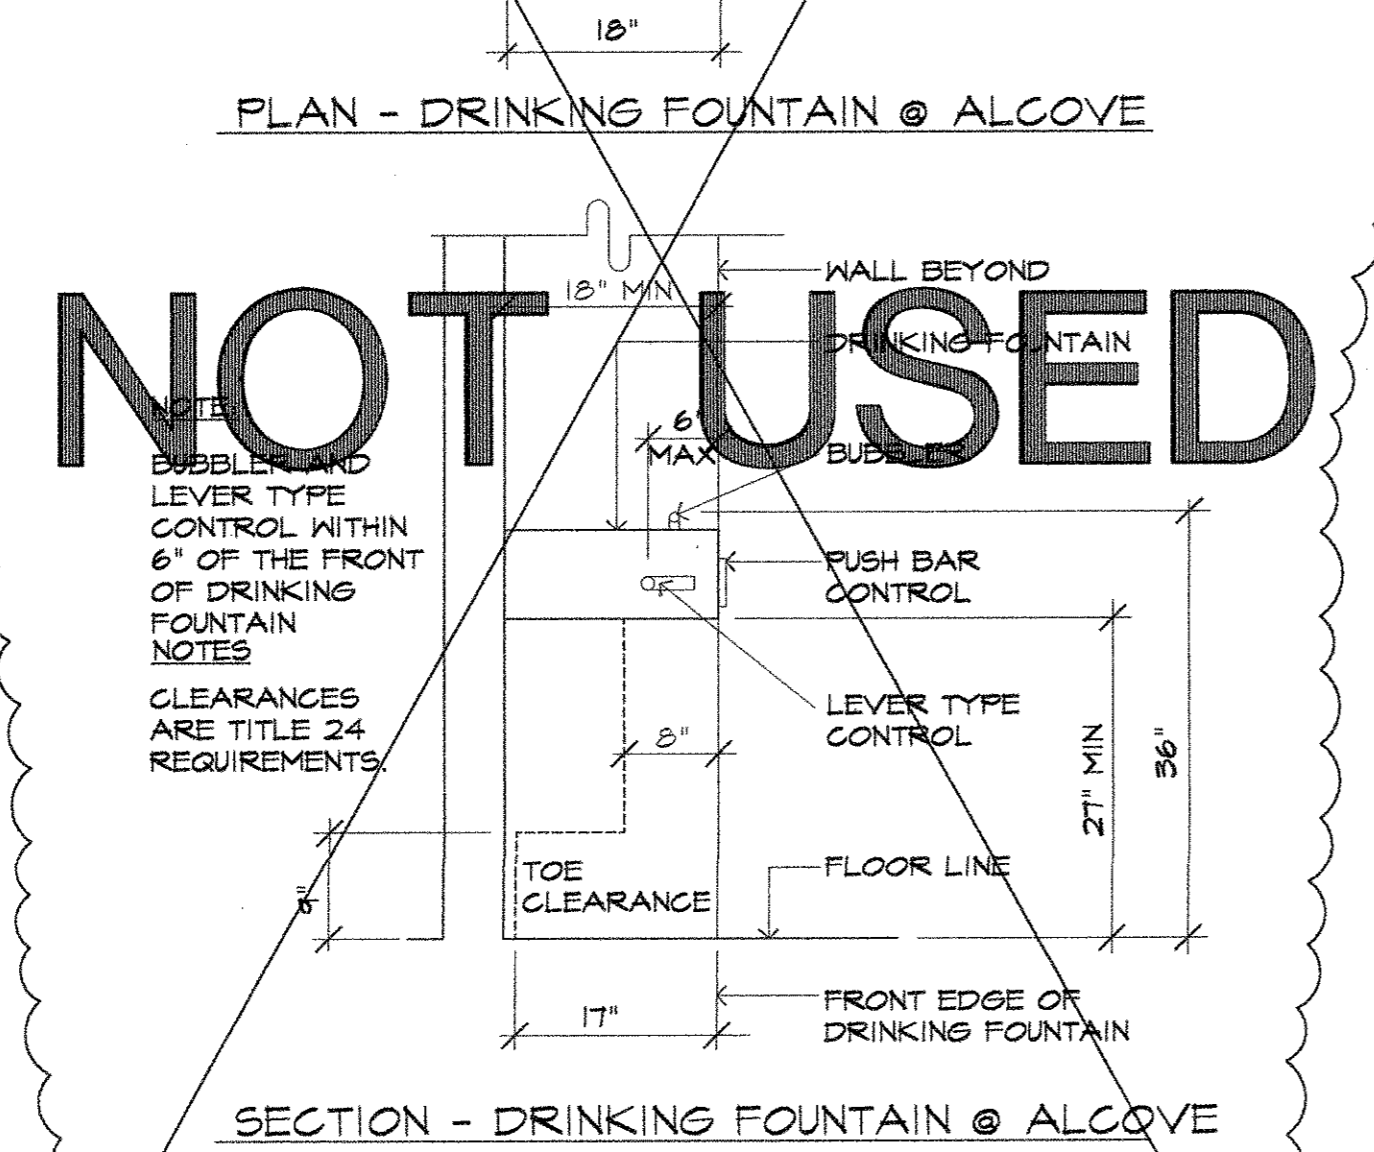 18"
PLAN - DRINKING FOUNTAIN @ ALCOVE
WALL BEYOND
18" MIN
NOT USED
DRINKING FOUNTAIN
NOTE
6"
MAX
BUBBLER
BUBBLER AND
LEVER TYPE
CONTROL WITHIN
6" OF THE FRONT
OF DRINKING
FOUNTAIN
NOTES
PUSH BAR
CONTROL
CLEARANCES
ARE TITLE 24
REQUIREMENTS.
LEVER TYPE
CONTROL
8"
27" MIN
36"
TOE
CLEARANCE
FLOOR LINE
9"
FRONT EDGE OF
DRINKING FOUNTAIN
17"
SECTION - DRINKING FOUNTAIN @ ALCOVE